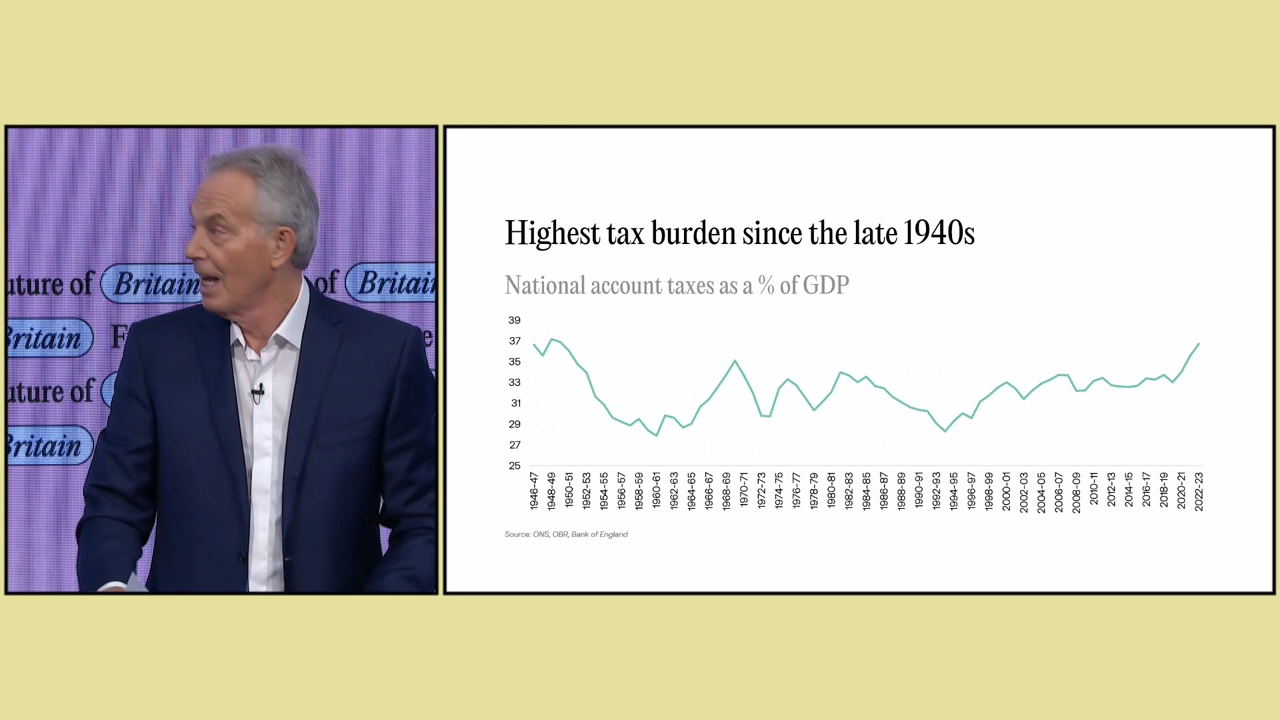 uture of Britain of Britain
Britain F e
uture of
Britain
Highest tax burden since the late 1940s
National account taxes as a % of GDP
39
37
35
33
31
29
27
25
1946-47 1948-49 1950-51 1952-53 1954-55 1956-57 1958-59 1960-61 1962-63 1964-65 1966-67 1968-69 1970-71 1972-73 1974-75 1976-77 1978-79 1980-81 1982-83 1984-85 1986-87 1988-89 1990-91 1992-93 1994-95 1996-97 1998-99 2000-01 2002-03 2004-05 2006-07 2008-09 2010-11 2012-13 2014-15 2016-17 2018-19 2020-21 2022-23
Source: ONS, OBR, Bank of England